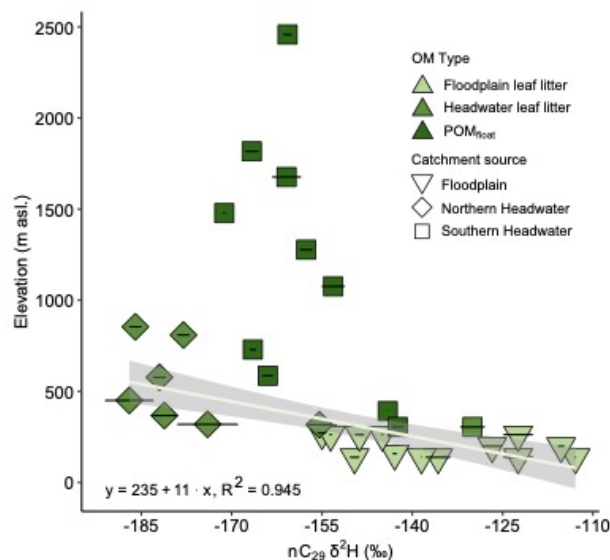 2500
2000
1500
1000
500
0
Elevation (m asl.)
OM Type
Floodplain leaf litter
Headwater leaf litter
POMfloat
Catchment source
Floodplain
Northern Headwater
Southern Headwater
y = 235 + 11 · x, R² = 0.945
-185 -170 -155 -140 -125 -110
nC₂₉ δ²H (‰)